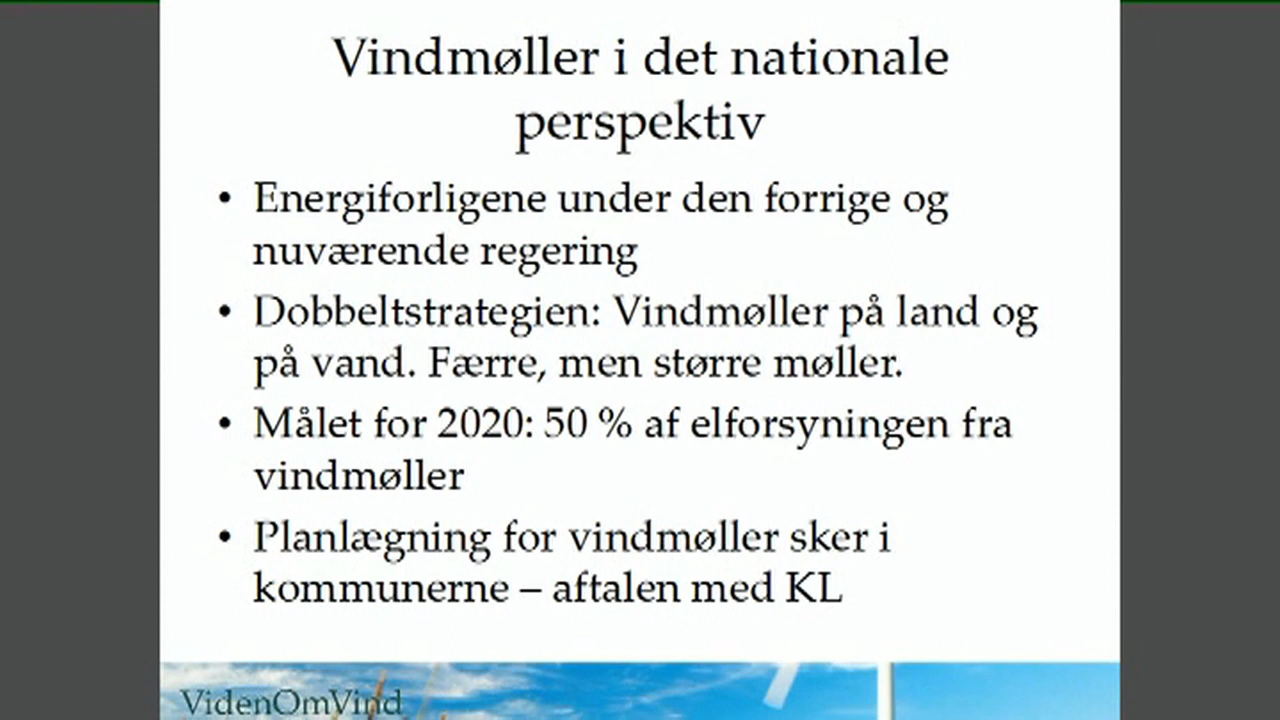 Vindmøller i det nationale
perspektiv
• Energiforligene under den forrige og
nuværende regering
• Dobbeltstrategien: Vindmøller på land og
på vand. Færre, men større møller.
• Målet for 2020: 50 % af elforsyningen fra
vindmøller
• Planlægning for vindmøller sker i
kommunerne – aftalen med KL
VidenOmVind